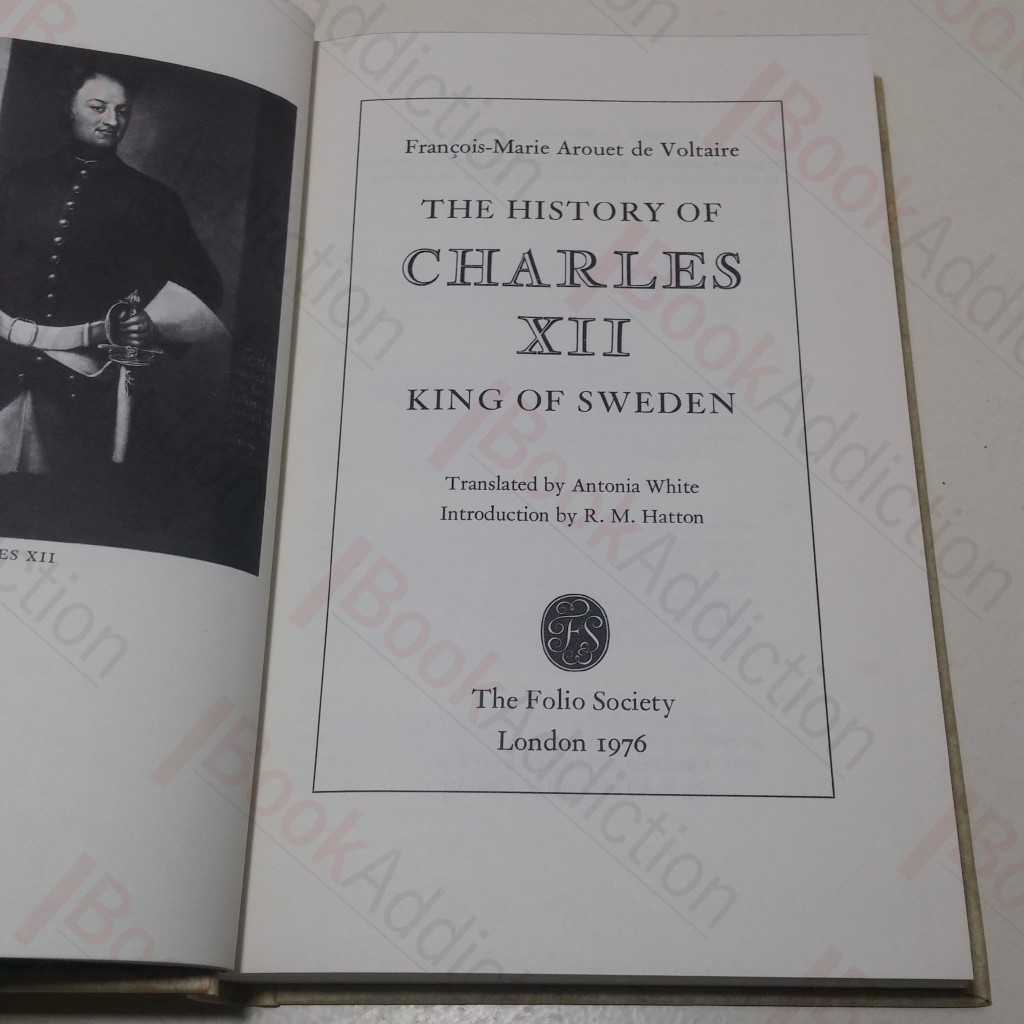 ES XII
François-Marie Arouet de Voltaire
THE HISTORY OF
CHARLES
XII
KING OF SWEDEN
Translated by Antonia White
Introduction by R. M. Hatton
FS
The Folio Society
London 1976
BookAddiction